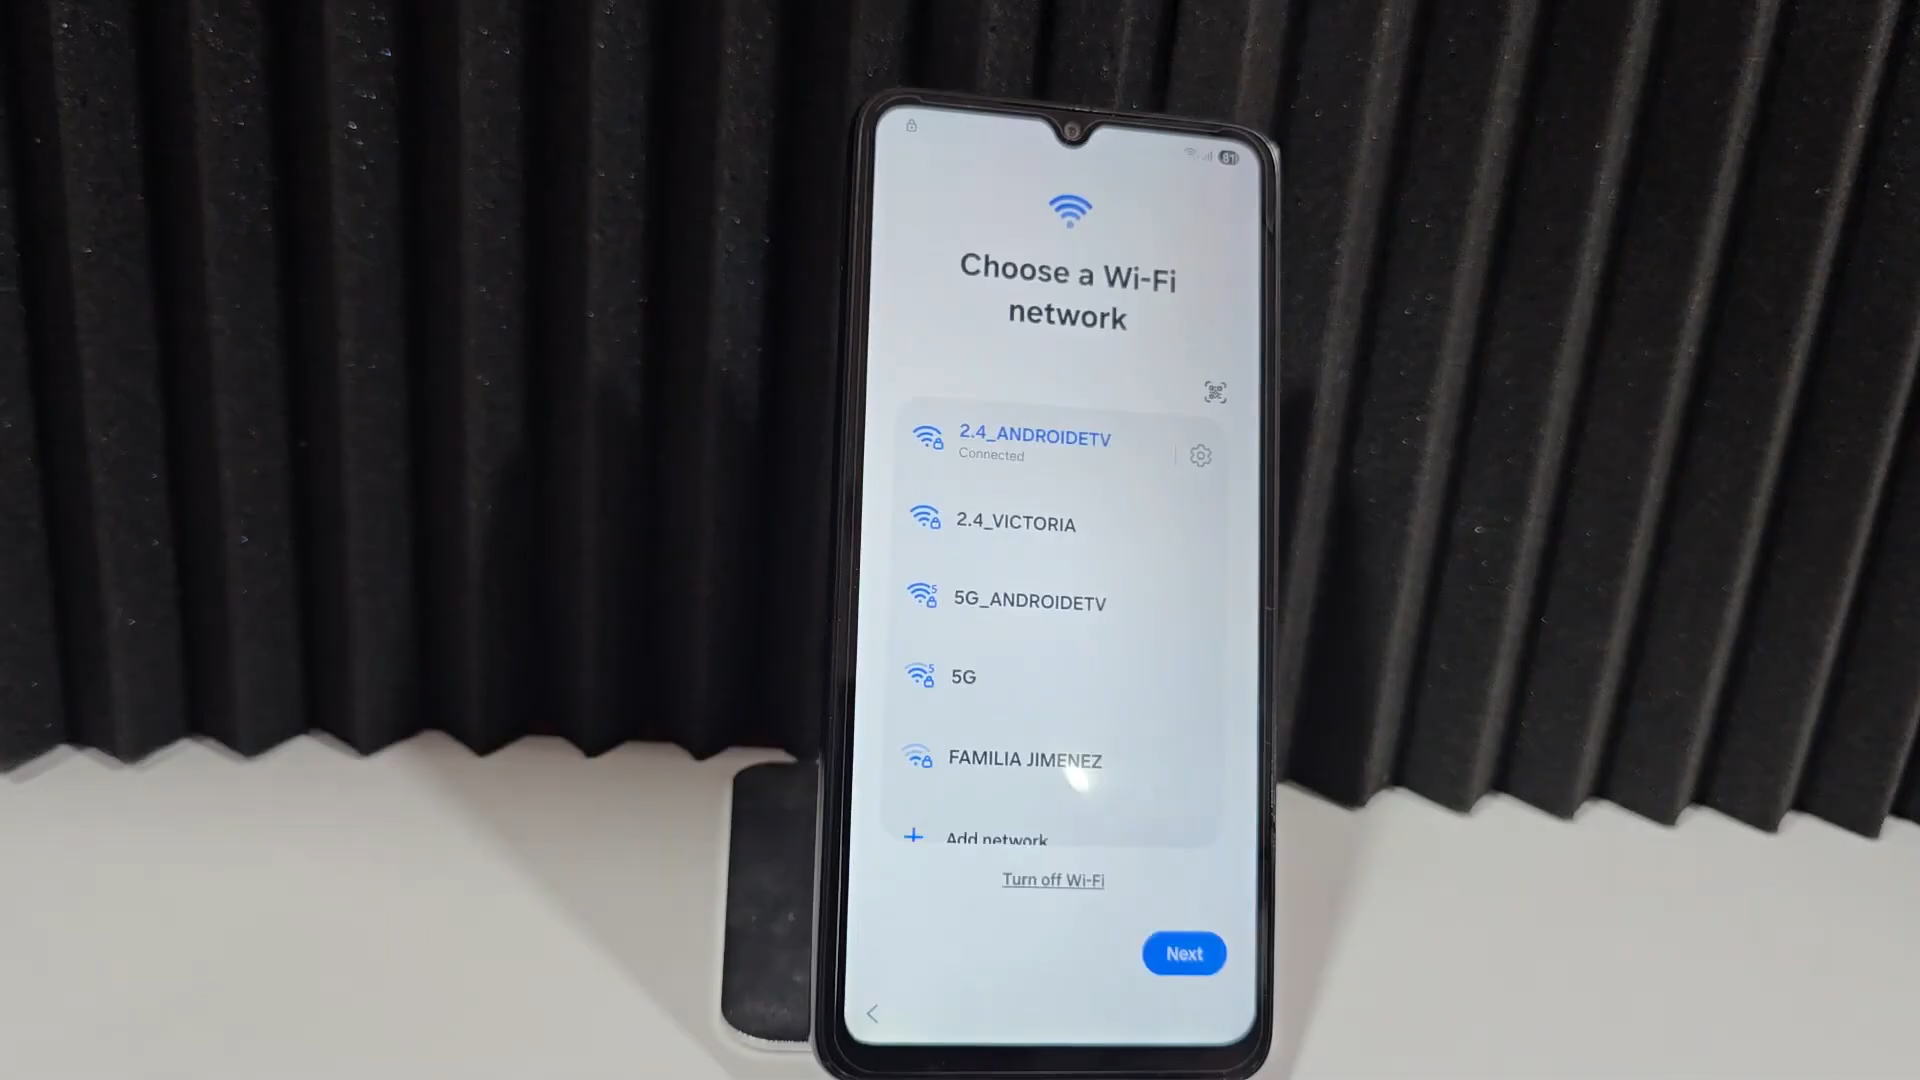 81
Choose a Wi-Fi
network
2.4_ANDROIDETV
Connected
2.4_VICTORIA
5G_ANDROIDETV
5G
FAMILIA JIMENEZ
Add network
Turn off Wi-Fi
Next